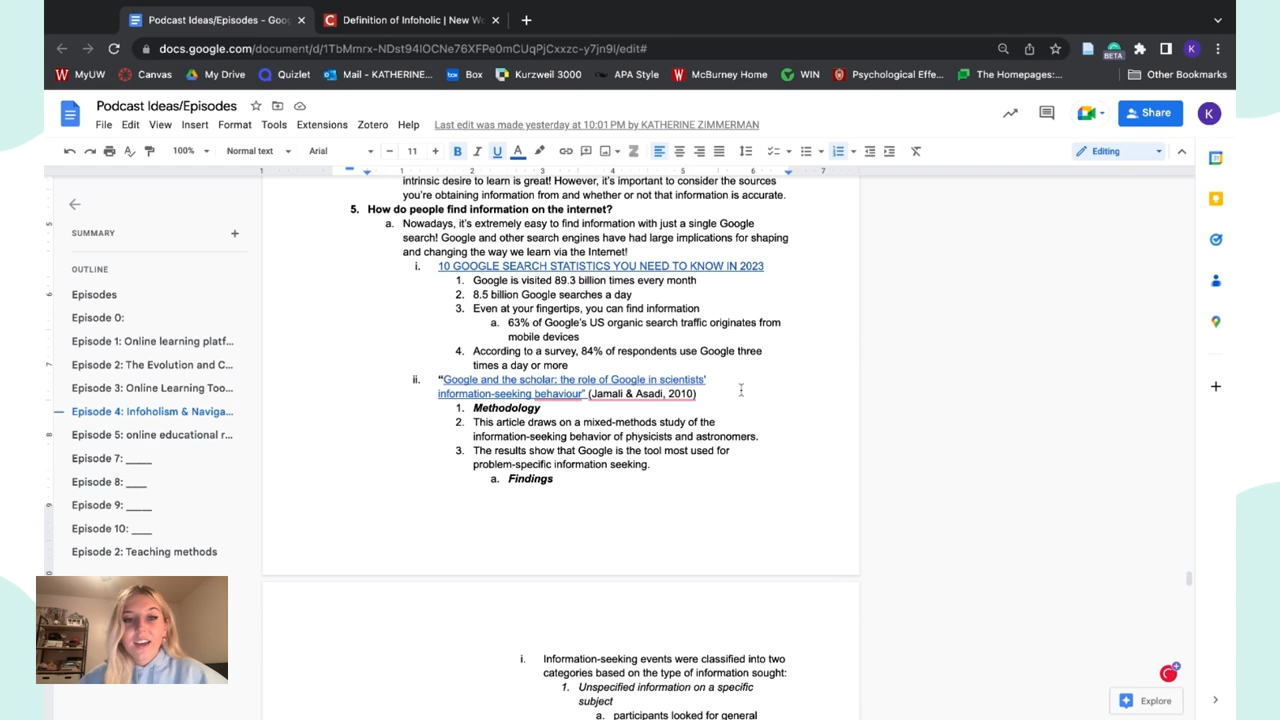 Podcast Ideas/Episodes - Goo
Definition of Infoholic | New Wo
docs.google.com/document/d/1TbMmrx-NDst94lOCNe76XFPe0mCUqPjCxxzc-y7jn9l/edit#
BETA
K
MyUW
Canvas
My Drive
Quizlet
Mail - KATHERINE...
Box
Kurzweil 3000
APA Style
McBurney Home
WIN
Psychological Effe...
The Homepages:...
Other Bookmarks
Podcast Ideas/Episodes
File Edit View Insert Format Tools Extensions Zotero Help
Last edit was made yesterday at 10:01 PM by KATHERINE ZIMMERMAN
Share
K
100%
Normal text
Arial
11
B I U A
Editing
1 1 2 3 4 5 6 7
SUMMARY
OUTLINE
Episodes
Episode 0:
Episode 1: Online learning platf...
Episode 2: The Evolution and C...
Episode 3: Online Learning Too...
Episode 4: Infoholism & Naviga...
Episode 5: online educational r...
Episode 7: _____
Episode 8: ____
Episode 9: _____
Episode 10: ____
Episode 2: Teaching methods
intrinsic desire to learn is great! However, it's important to consider the sources
you're obtaining information from and whether or not that information is accurate.
5. How do people find information on the internet?
a. Nowadays, it's extremely easy to find information with just a single Google
search! Google and other search engines have had large implications for shaping
and changing the way we learn via the Internet!
i. 10 GOOGLE SEARCH STATISTICS YOU NEED TO KNOW IN 2023
1. Google is visited 89.3 billion times every month
2. 8.5 billion Google searches a day
3. Even at your fingertips, you can find information
a. 63% of Google's US organic search traffic originates from
mobile devices
4. According to a survey, 84% of respondents use Google three
times a day or more
ii. "Google and the scholar: the role of Google in scientists'
information-seeking behaviour" (Jamali & Asadi, 2010)
1. Methodology
2. This article draws on a mixed-methods study of the
information-seeking behavior of physicists and astronomers.
3. The results show that Google is the tool most used for
problem-specific information seeking.
a. Findings
i. Information-seeking events were classified into two
categories based on the type of information sought:
1. Unspecified information on a specific
subject
a. participants looked for general
Explore